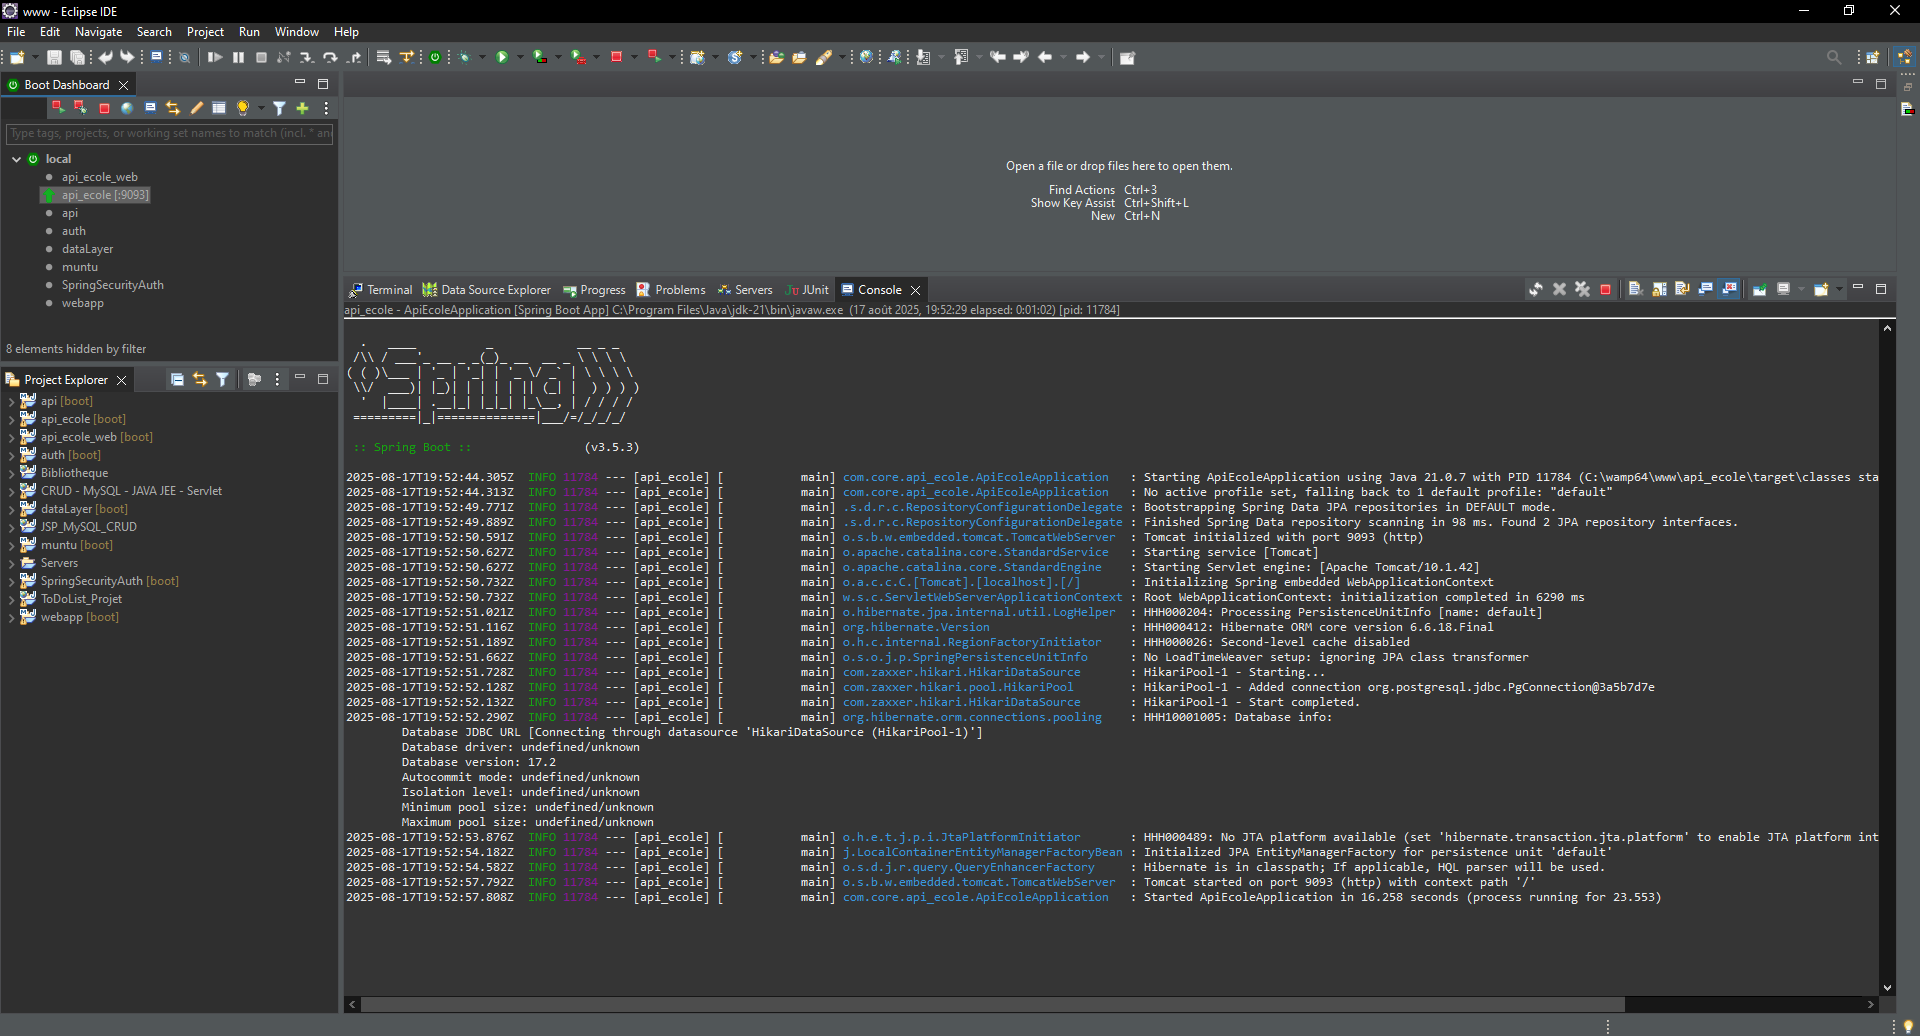 www - Eclipse IDE
File Edit Navigate Search Project Run Window Help
Boot Dashboard
Type tags, projects, or working set names to match (incl. * an
local
api_ecole_web
api_ecole [:9093]
api
auth
dataLayer
muntu
SpringSecurityAuth
webapp
8 elements hidden by filter
Project Explorer
api [boot]
api_ecole [boot]
api_ecole_web [boot]
auth [boot]
Bibliotheque
CRUD - MySQL - JAVA JEE - Servlet
dataLayer [boot]
JSP_MySQL_CRUD
muntu [boot]
Servers
SpringSecurityAuth [boot]
ToDoList_Projet
webapp [boot]
Open a file or drop files here to open them.
Find Actions Ctrl+3
Show Key Assist Ctrl+Shift+L
New Ctrl+N
Terminal Data Source Explorer Progress Problems Servers JUnit Console
api_ecole - ApiEcoleApplication [Spring Boot App] C:\Program Files\Java\jdk-21\bin\javaw.exe (17 août 2025, 19:52:29 elapsed: 0:01:02) [pid: 11784]
  .   ____          _            __ _ _
 /\\ / ___'_ __ _ _(_)_ __  __ _ \ \ \ \
( ( )\___ | '_ | '_| | '_ \/ _` | \ \ \ \
 \\/  ___)| |_)| | | | | || (_| |  ) ) ) )
  '  |____| .__|_| |_|_| |_\__, | / / / /
 =========|_|==============|___/=/_/_/_/
:: Spring Boot :: (v3.5.3)
2025-08-17T19:52:44.305Z INFO 11784 --- [api_ecole] [ main] com.core.api_ecole.ApiEcoleApplication : Starting ApiEcoleApplication using Java 21.0.7 with PID 11784 (C:\wamp64\www\api_ecole\target\classes sta
2025-08-17T19:52:44.313Z INFO 11784 --- [api_ecole] [ main] com.core.api_ecole.ApiEcoleApplication : No active profile set, falling back to 1 default profile: "default"
2025-08-17T19:52:49.771Z INFO 11784 --- [api_ecole] [ main] .s.d.r.c.RepositoryConfigurationDelegate : Bootstrapping Spring Data JPA repositories in DEFAULT mode.
2025-08-17T19:52:49.889Z INFO 11784 --- [api_ecole] [ main] .s.d.r.c.RepositoryConfigurationDelegate : Finished Spring Data repository scanning in 98 ms. Found 2 JPA repository interfaces.
2025-08-17T19:52:50.591Z INFO 11784 --- [api_ecole] [ main] o.s.b.w.embedded.tomcat.TomcatWebServer : Tomcat initialized with port 9093 (http)
2025-08-17T19:52:50.627Z INFO 11784 --- [api_ecole] [ main] o.apache.catalina.core.StandardService : Starting service [Tomcat]
2025-08-17T19:52:50.627Z INFO 11784 --- [api_ecole] [ main] o.apache.catalina.core.StandardEngine : Starting Servlet engine: [Apache Tomcat/10.1.42]
2025-08-17T19:52:50.732Z INFO 11784 --- [api_ecole] [ main] o.a.c.c.C.[Tomcat].[localhost].[/] : Initializing Spring embedded WebApplicationContext
2025-08-17T19:52:50.732Z INFO 11784 --- [api_ecole] [ main] w.s.c.ServletWebServerApplicationContext : Root WebApplicationContext: initialization completed in 6290 ms
2025-08-17T19:52:51.021Z INFO 11784 --- [api_ecole] [ main] o.hibernate.jpa.internal.util.LogHelper : HHH000204: Processing PersistenceUnitInfo [name: default]
2025-08-17T19:52:51.116Z INFO 11784 --- [api_ecole] [ main] org.hibernate.Version : HHH000412: Hibernate ORM core version 6.6.18.Final
2025-08-17T19:52:51.189Z INFO 11784 --- [api_ecole] [ main] o.h.c.internal.RegionFactoryInitiator : HHH000026: Second-level cache disabled
2025-08-17T19:52:51.662Z INFO 11784 --- [api_ecole] [ main] o.s.o.j.p.SpringPersistenceUnitInfo : No LoadTimeWeaver setup: ignoring JPA class transformer
2025-08-17T19:52:51.728Z INFO 11784 --- [api_ecole] [ main] com.zaxxer.hikari.HikariDataSource : HikariPool-1 - Starting...
2025-08-17T19:52:52.128Z INFO 11784 --- [api_ecole] [ main] com.zaxxer.hikari.pool.HikariPool : HikariPool-1 - Added connection org.postgresql.jdbc.PgConnection@3a5b7d7e
2025-08-17T19:52:52.132Z INFO 11784 --- [api_ecole] [ main] com.zaxxer.hikari.HikariDataSource : HikariPool-1 - Start completed.
2025-08-17T19:52:52.290Z INFO 11784 --- [api_ecole] [ main] org.hibernate.orm.connections.pooling : HHH10001005: Database info:
Database JDBC URL [Connecting through datasource 'HikariDataSource (HikariPool-1)']
Database driver: undefined/unknown
Database version: 17.2
Autocommit mode: undefined/unknown
Isolation level: undefined/unknown
Minimum pool size: undefined/unknown
Maximum pool size: undefined/unknown
2025-08-17T19:52:53.876Z INFO 11784 --- [api_ecole] [ main] o.h.e.t.j.p.i.JtaPlatformInitiator : HHH000489: No JTA platform available (set 'hibernate.transaction.jta.platform' to enable JTA platform int
2025-08-17T19:52:54.182Z INFO 11784 --- [api_ecole] [ main] j.LocalContainerEntityManagerFactoryBean : Initialized JPA EntityManagerFactory for persistence unit 'default'
2025-08-17T19:52:54.582Z INFO 11784 --- [api_ecole] [ main] o.s.d.j.r.query.QueryEnhancerFactory : Hibernate is in classpath; If applicable, HQL parser will be used.
2025-08-17T19:52:57.792Z INFO 11784 --- [api_ecole] [ main] o.s.b.w.embedded.tomcat.TomcatWebServer : Tomcat started on port 9093 (http) with context path '/'
2025-08-17T19:52:57.808Z INFO 11784 --- [api_ecole] [ main] com.core.api_ecole.ApiEcoleApplication : Started ApiEcoleApplication in 16.258 seconds (process running for 23.553)